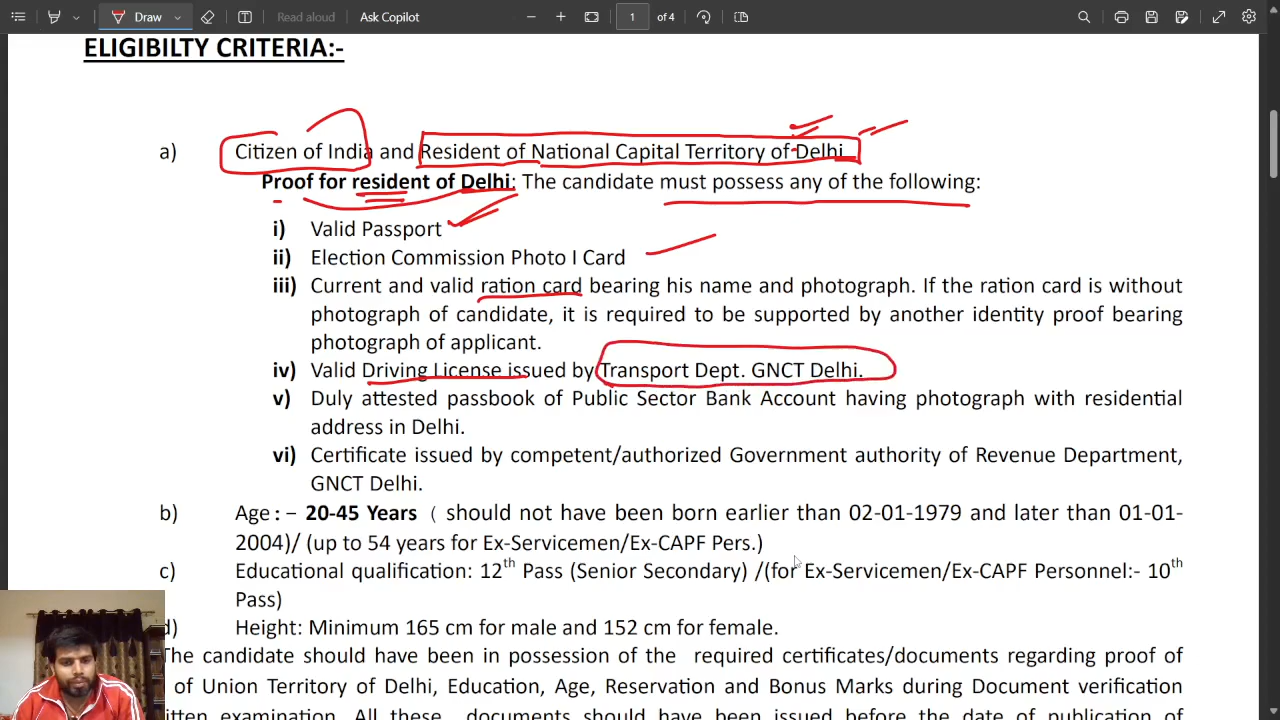 Draw
Read aloud
Ask Copilot
1 of 4
ELIGIBILTY CRITERIA:-
a) Citizen of India and Resident of National Capital Territory of Delhi.
Proof for resident of Delhi: The candidate must possess any of the following:
i) Valid Passport
ii) Election Commission Photo I Card
iii) Current and valid ration card bearing his name and photograph. If the ration card is without
photograph of candidate, it is required to be supported by another identity proof bearing
photograph of applicant.
iv) Valid Driving License issued by Transport Dept. GNCT Delhi.
v) Duly attested passbook of Public Sector Bank Account having photograph with residential
address in Delhi.
vi) Certificate issued by competent/authorized Government authority of Revenue Department,
GNCT Delhi.
b) Age : – 20-45 Years ( should not have been born earlier than 02-01-1979 and later than 01-01-
2004)/ (up to 54 years for Ex-Servicemen/Ex-CAPF Pers.)
c) Educational qualification: 12th Pass (Senior Secondary) /(for Ex-Servicemen/Ex-CAPF Personnel:- 10th
Pass)
d) Height: Minimum 165 cm for male and 152 cm for female.
The candidate should have been in possession of the required certificates/documents regarding proof of
of Union Territory of Delhi, Education, Age, Reservation and Bonus Marks during Document verification
itten examination. All these documents should have been issued before the date of publication of